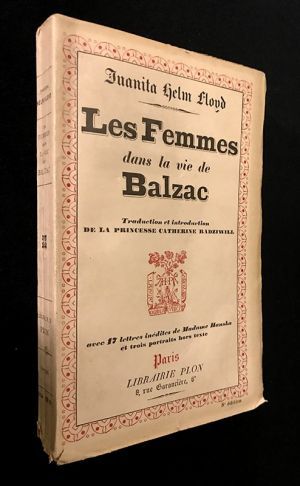 Juanita Helm Floyd
Les Femmes
dans la vie de
Balzac
Traduction et introduction
DE LA PRINCESSE CATHERINE RADZIWILL
avec 17 lettres inédites de Madame Hanska
et trois portraits hors texte
Paris
LIBRAIRIE PLON
8, rue Garancière, 6e